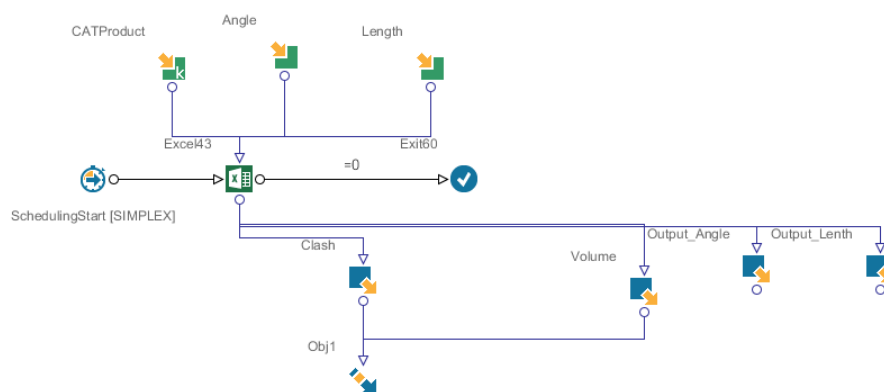 CATProduct
Angle
Length
k
Excel43
Exit60
=0
SchedulingStart [SIMPLEX]
Clash
Volume
Output_Angle
Output_Lenth
Obj1